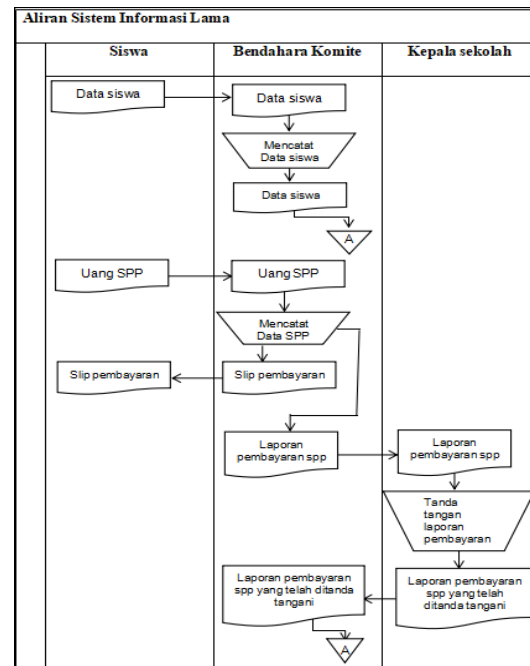 Aliran Sistem Informasi Lama
Siswa
Bendahara Komite
Kepala sekolah
Data siswa
Data siswa
Mencatat
Data siswa
Data siswa
A
Uang SPP
Uang SPP
Mencatat
Data SPP
Slip pembayaran
Slip pembayaran
Laporan
pembayaran spp
Laporan
pembayaran spp
Tanda
tangan
laporan
pembayaran
Laporan pembayaran
spp yang telah ditanda
tangani
Laporan pembayaran
spp yang telah
ditanda tangani
A